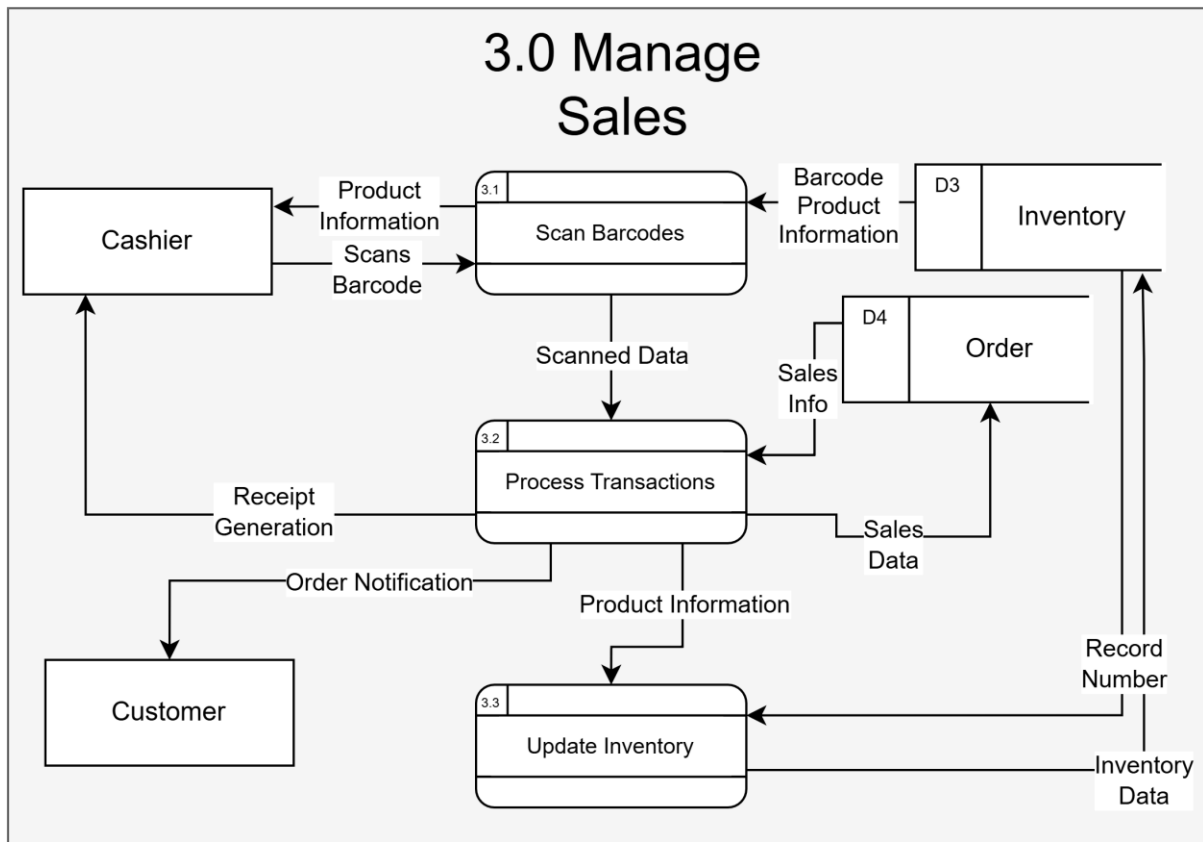 3.0 Manage
Sales
Cashier
Product
Information
Scans
Barcode
3.1
Scan Barcodes
Barcode
Product
Information
D3
Inventory
D4
Order
Scanned Data
Sales
Info
3.2
Process Transactions
Receipt
Generation
Sales
Data
Order Notification
Product Information
Customer
3.3
Update Inventory
Record
Number
Inventory
Data